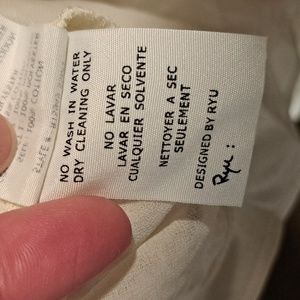 NO WASH IN WATER
DRY CLEANING ONLY
NO LAVAR
LAVAR EN SECO
CUALQUIER SOLVENTE
NETTOYER A SEC
SEULEMENT
DESIGNED BY RYU
Ryu: